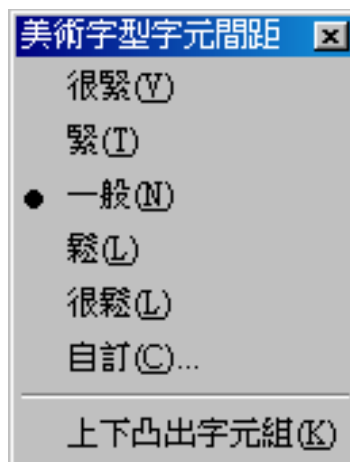 美術字型字元間距
很緊(V)
緊(T)
一般(N)
鬆(L)
很鬆(L)
自訂(C)...
上下凸出字元組(K)